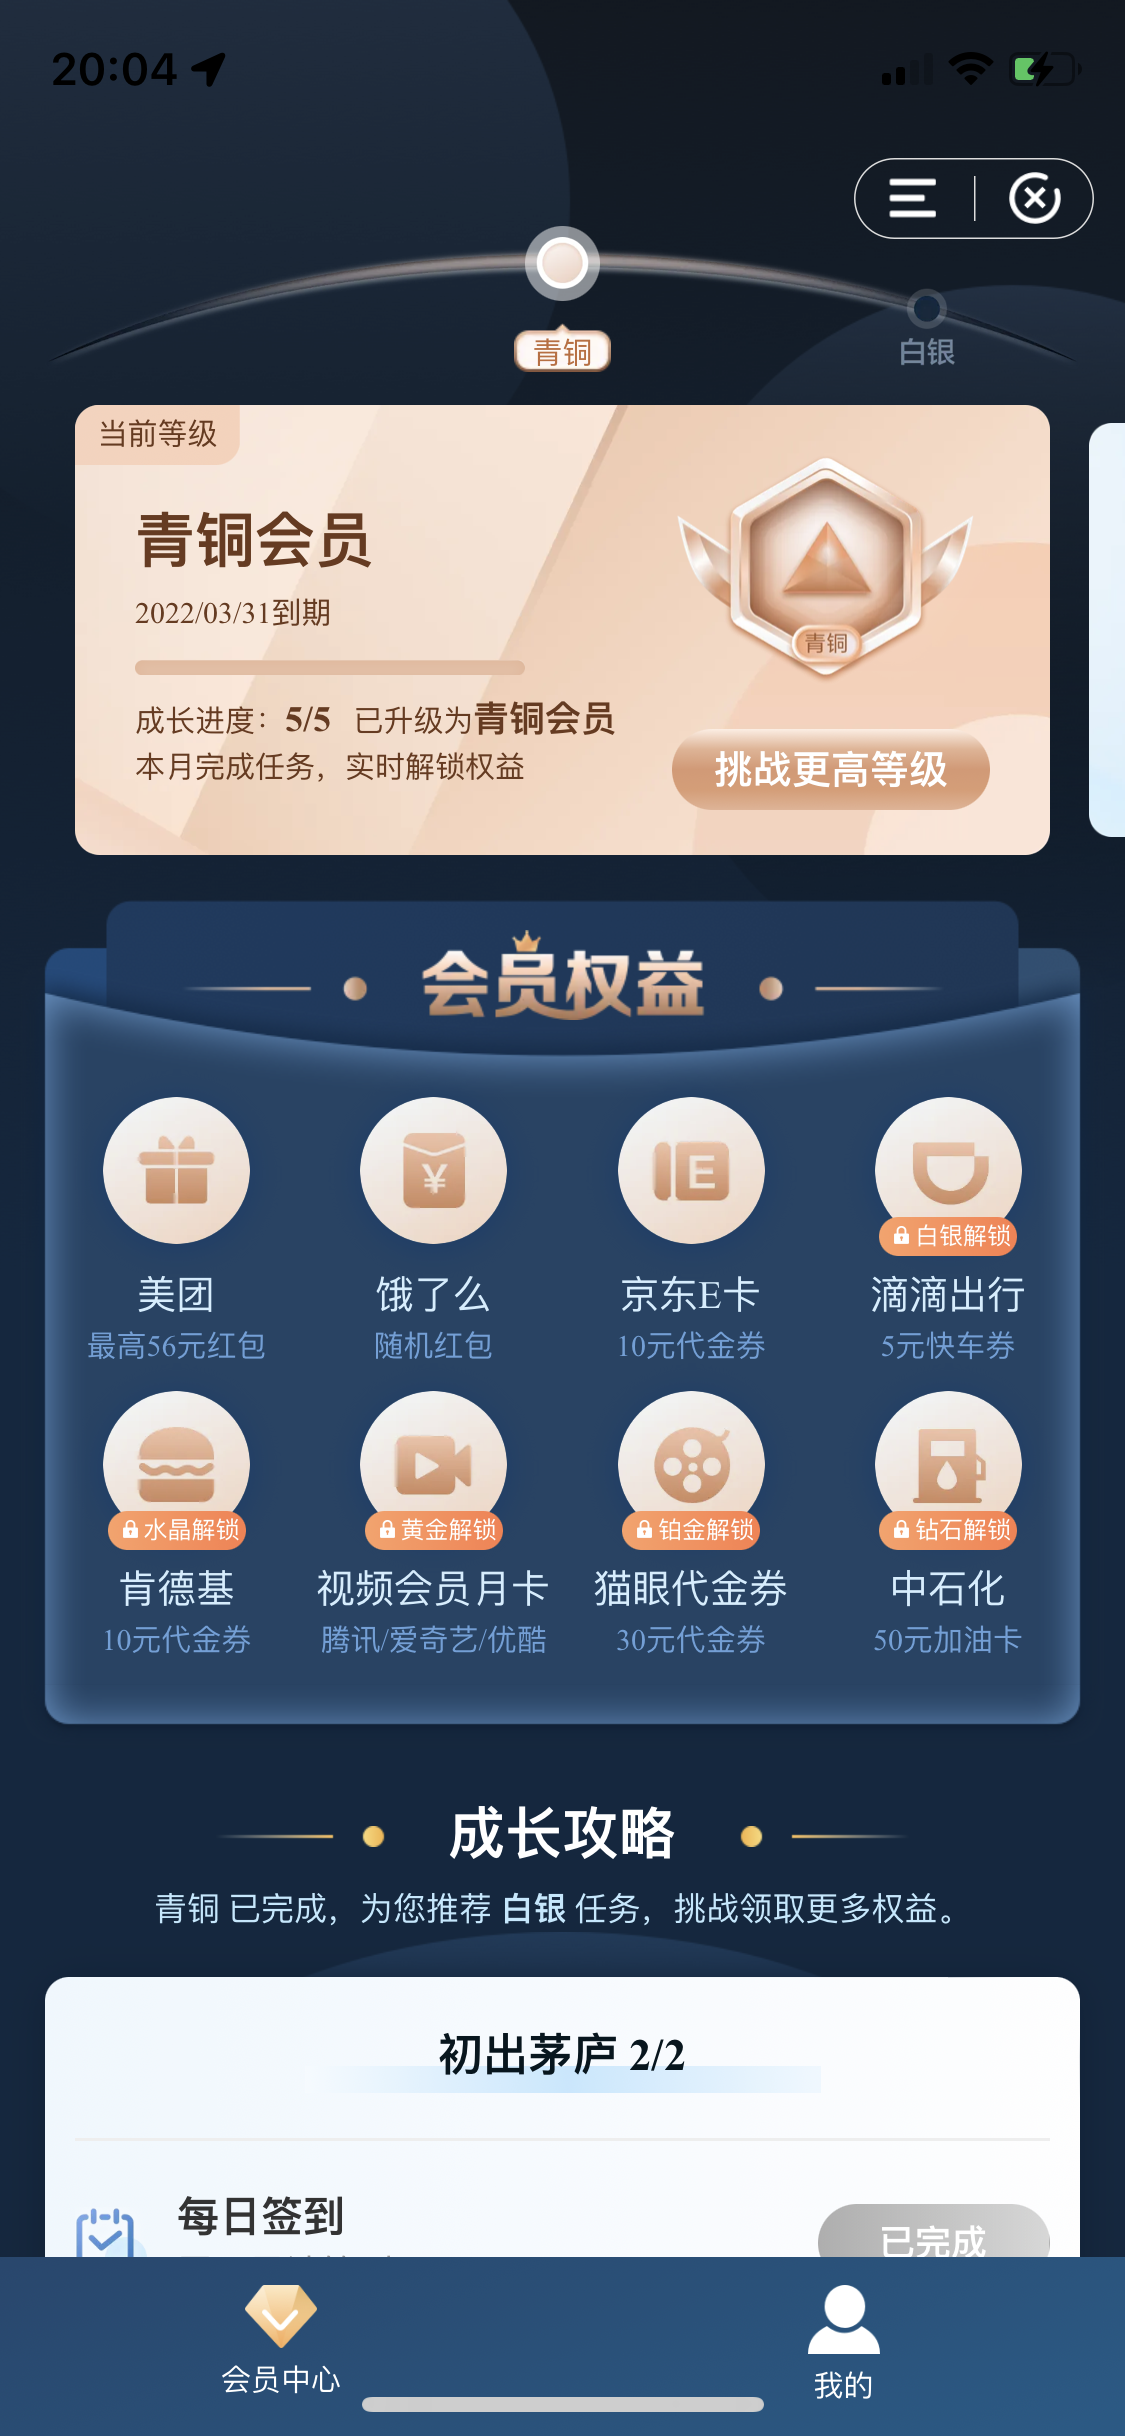 20:04
青铜
白银
当前等级
青铜会员
2022/03/31到期
青铜
成长进度：5/5 已升级为青铜会员
本月完成任务，实时解锁权益
挑战更高等级
会员权益
¥
E
白银解锁
美团
饿了么
京东E卡
滴滴出行
最高56元红包
随机红包
10元代金券
5元快车券
水晶解锁
黄金解锁
铂金解锁
钻石解锁
肯德基
视频会员月卡
猫眼代金券
中石化
10元代金券
腾讯/爱奇艺/优酷
30元代金券
50元加油卡
成长攻略
青铜 已完成，为您推荐 白银 任务，挑战领取更多权益。
初出茅庐 2/2
每日签到
已完成
会员中心
我的